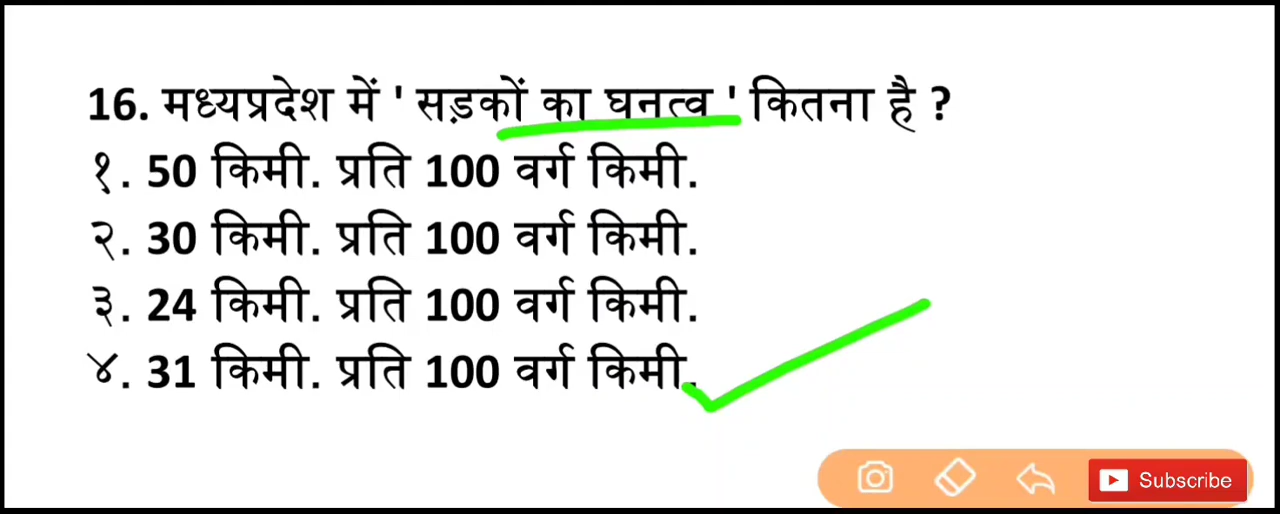 16. मध्यप्रदेश में ' सड़कों का घनत्व ' कितना है ?
१. 50 किमी. प्रति 100 वर्ग किमी.
२. 30 किमी. प्रति 100 वर्ग किमी.
३. 24 किमी. प्रति 100 वर्ग किमी.
४. 31 किमी. प्रति 100 वर्ग किमी.
Subscribe